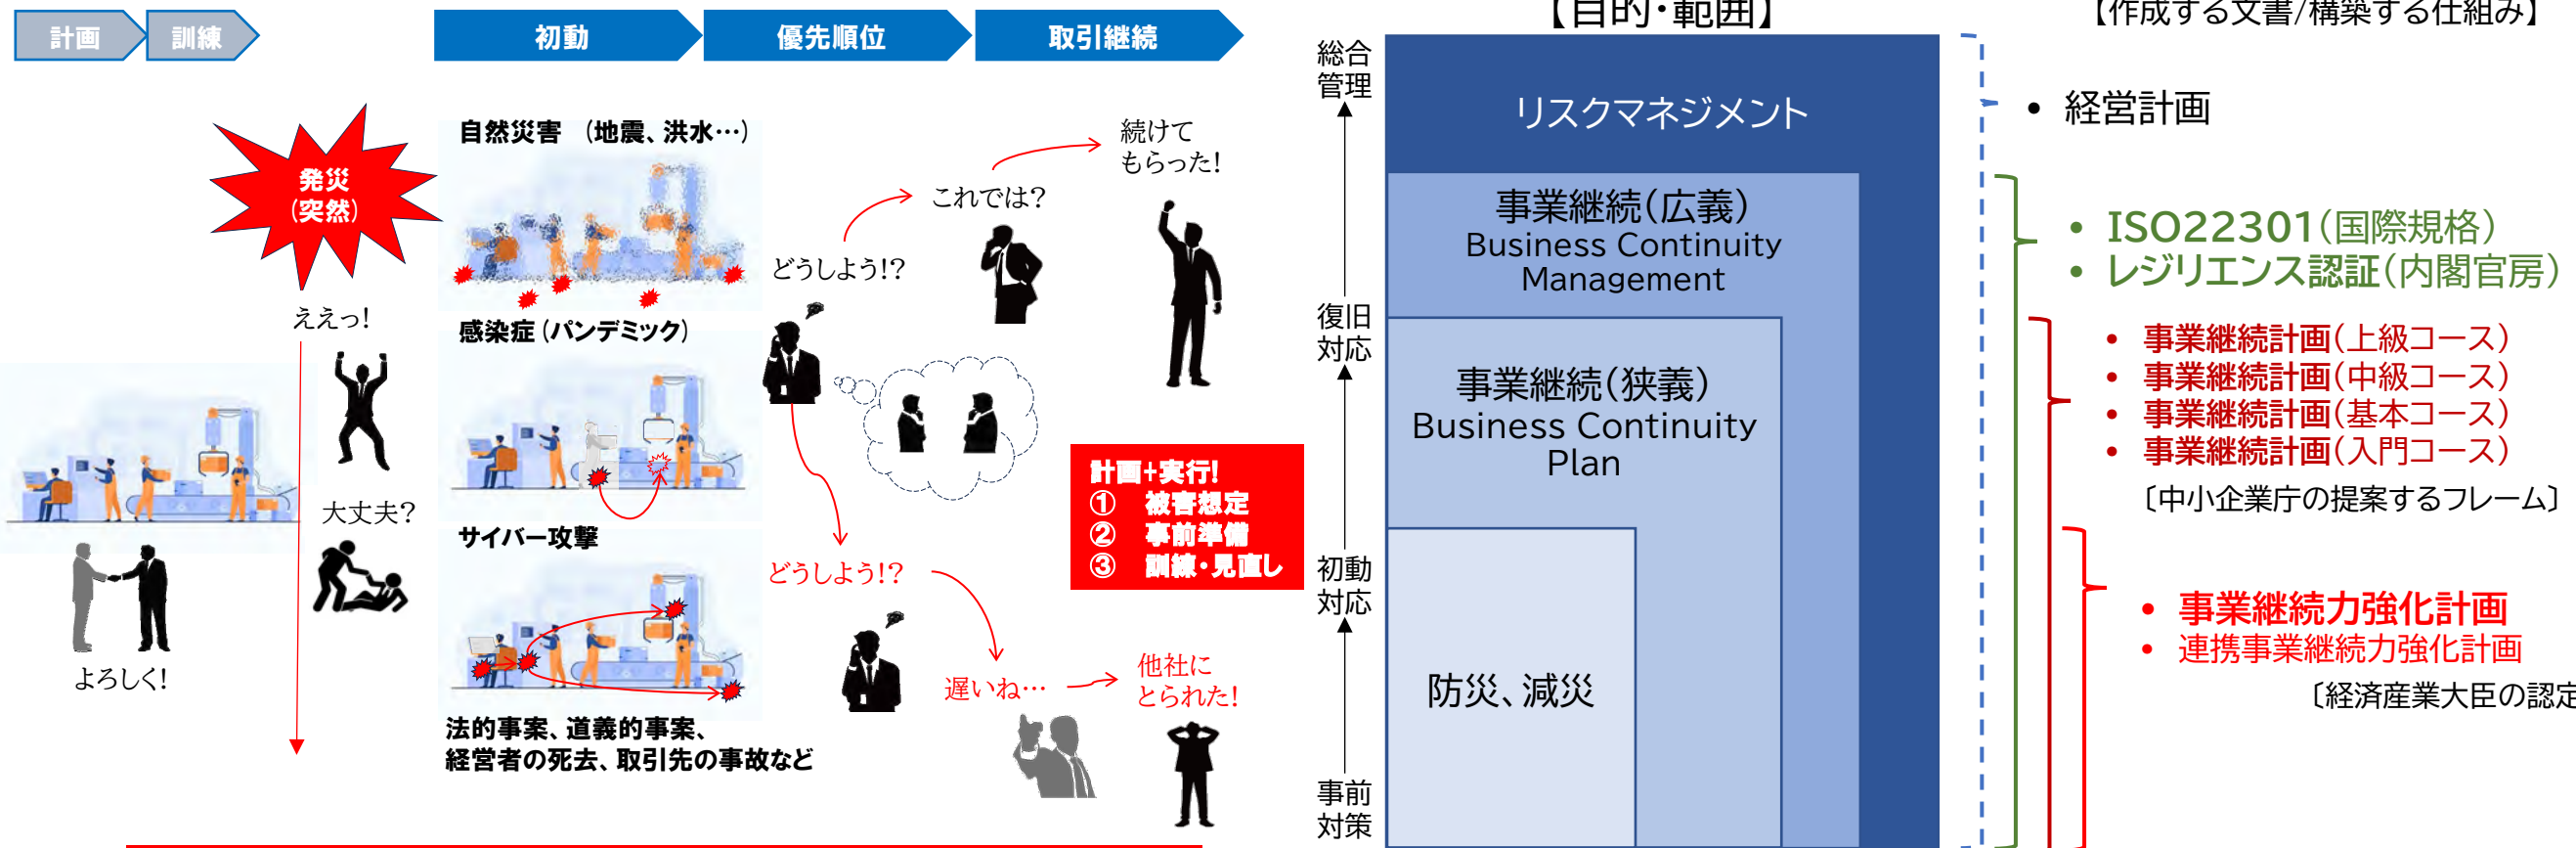 計画
訓練
初動
優先順位
取引継続
発災
(突然)
ええっ!
大丈夫?
よろしく!
自然災害 (地震、洪水…)
感染症(パンデミック)
サイバー攻撃
法的事案、道義的事案、
経営者の死去、取引先の事故など
どうしよう!?
これでは?
続けて
もらった!
どうしよう!?
遅いね…
他社に
とられた!
計画+実行!
① 被害想定
② 事前準備
③ 訓練・見直し
【目的・範囲】
総合
管理
復旧
対応
初動
対応
事前
対策
リスクマネジメント
事業継続(広義)
Business Continuity
Management
事業継続(狭義)
Business Continuity
Plan
防災、減災
【作成する文書/構築する仕組み】
• 経営計画
• ISO22301(国際規格)
• レジリエンス認証(内閣官房)
• 事業継続計画(上級コース)
• 事業継続計画(中級コース)
• 事業継続計画(基本コース)
• 事業継続計画(入門コース)
〔中小企業庁の提案するフレーム〕
• 事業継続力強化計画
• 連携事業継続力強化計画
〔経済産業大臣の認定